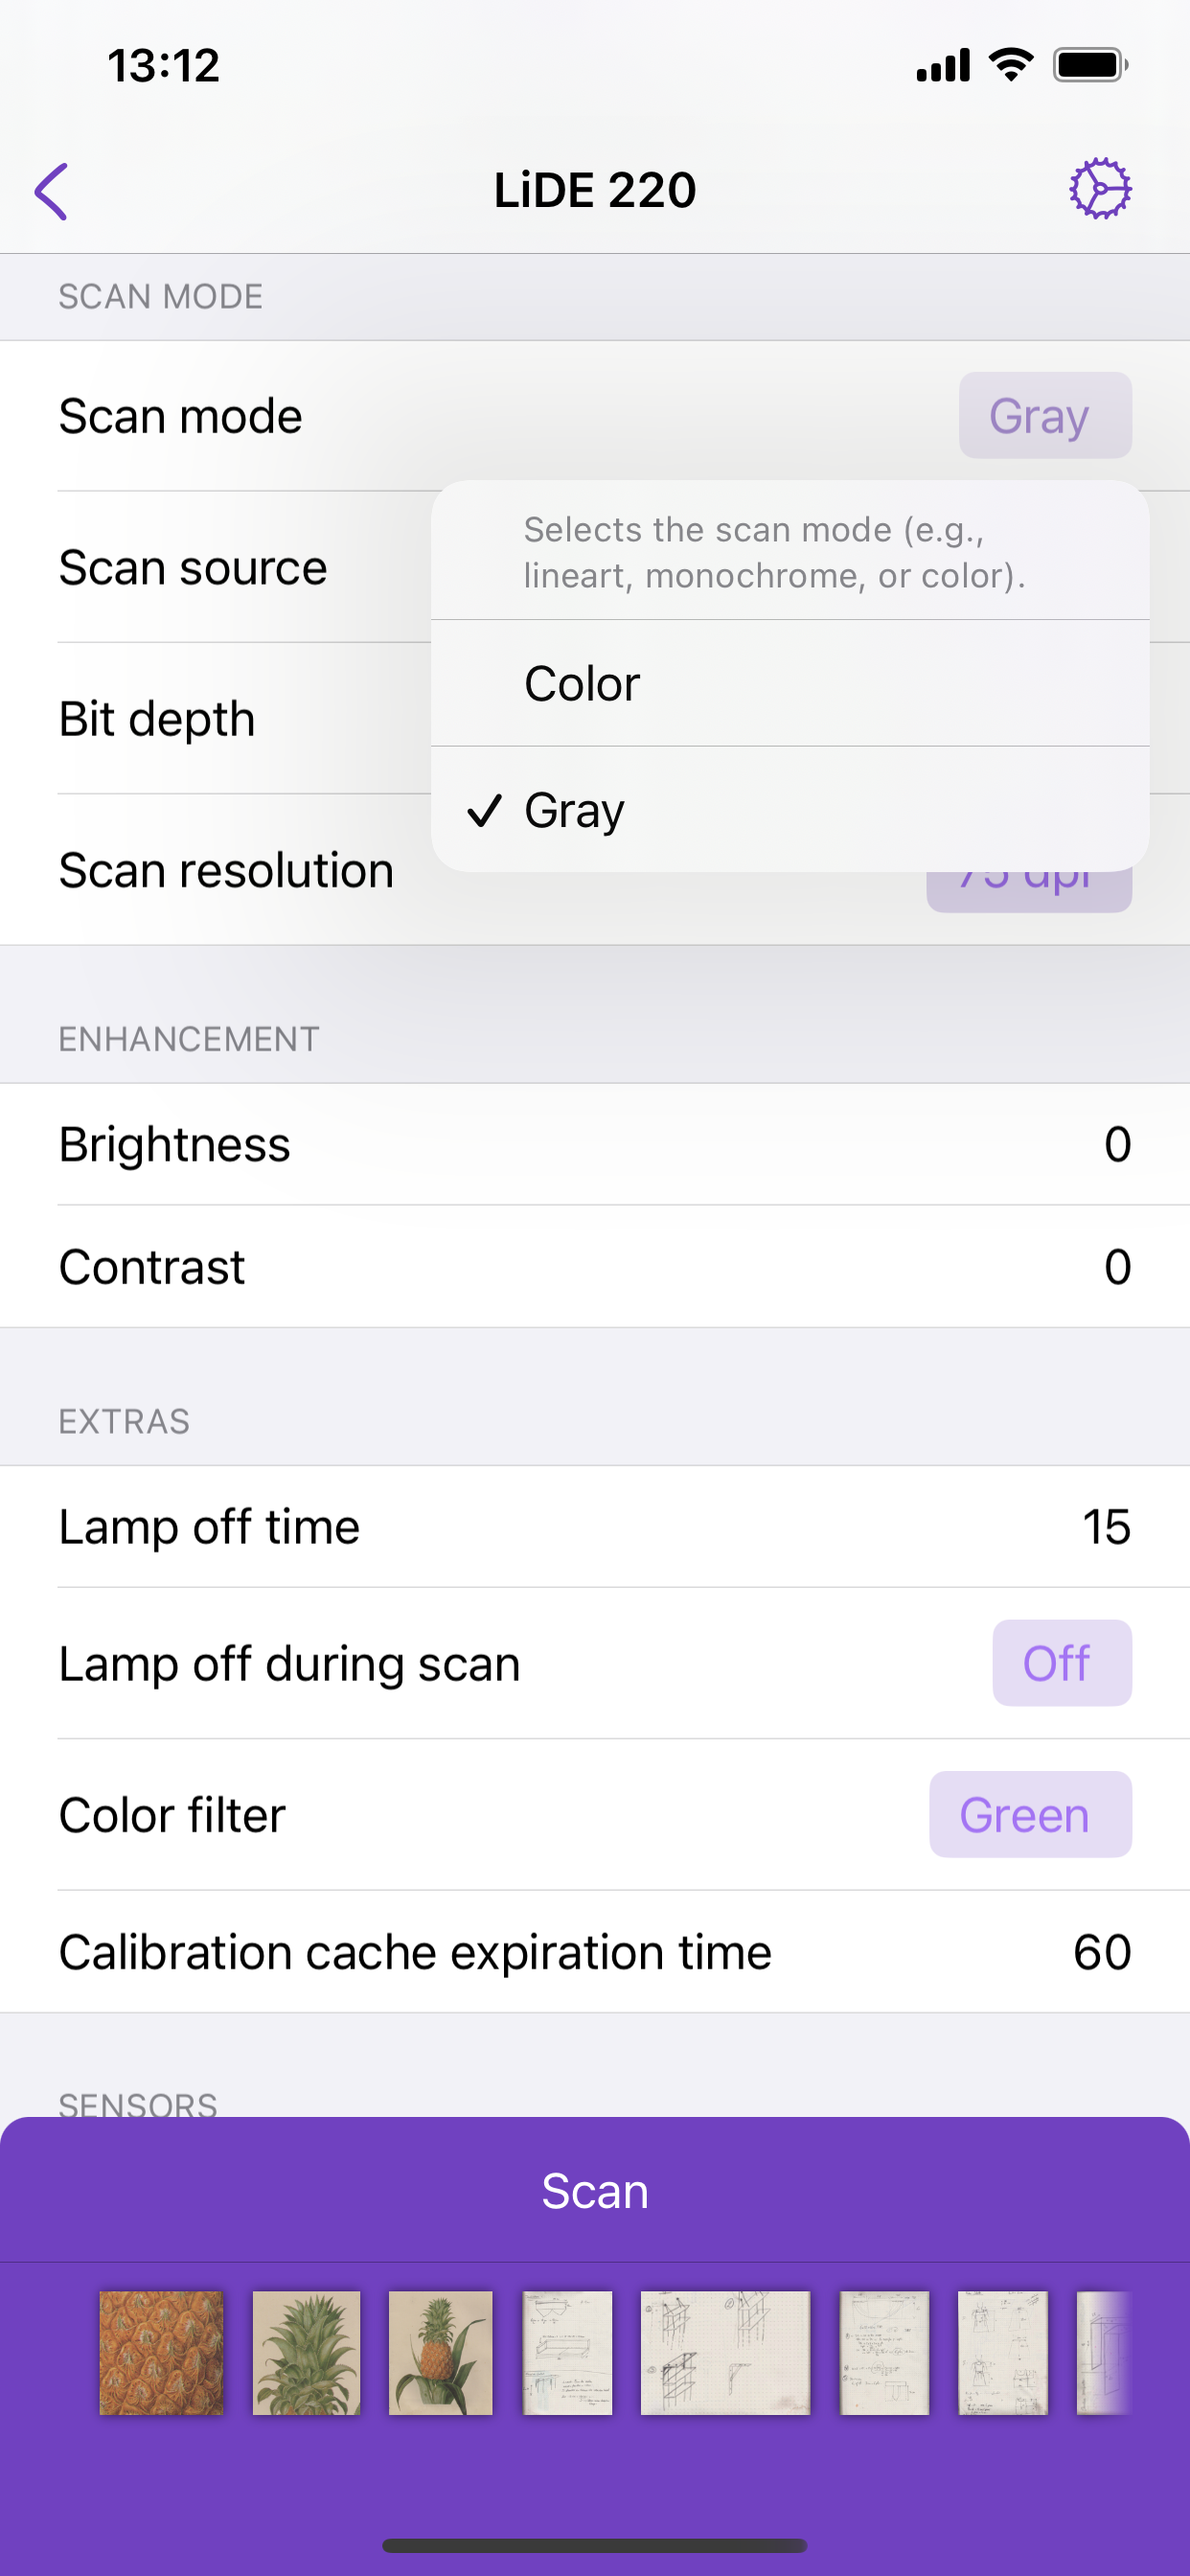 13:12
LiDE 220
SCAN MODE
Scan mode
Gray
Selects the scan mode (e.g.,
lineart, monochrome, or color).
Scan source
Color
Bit depth
Gray
Scan resolution
75 dpi
ENHANCEMENT
Brightness 0
Contrast 0
EXTRAS
Lamp off time 15
Lamp off during scan Off
Color filter Green
Calibration cache expiration time 60
SENSORS
Scan